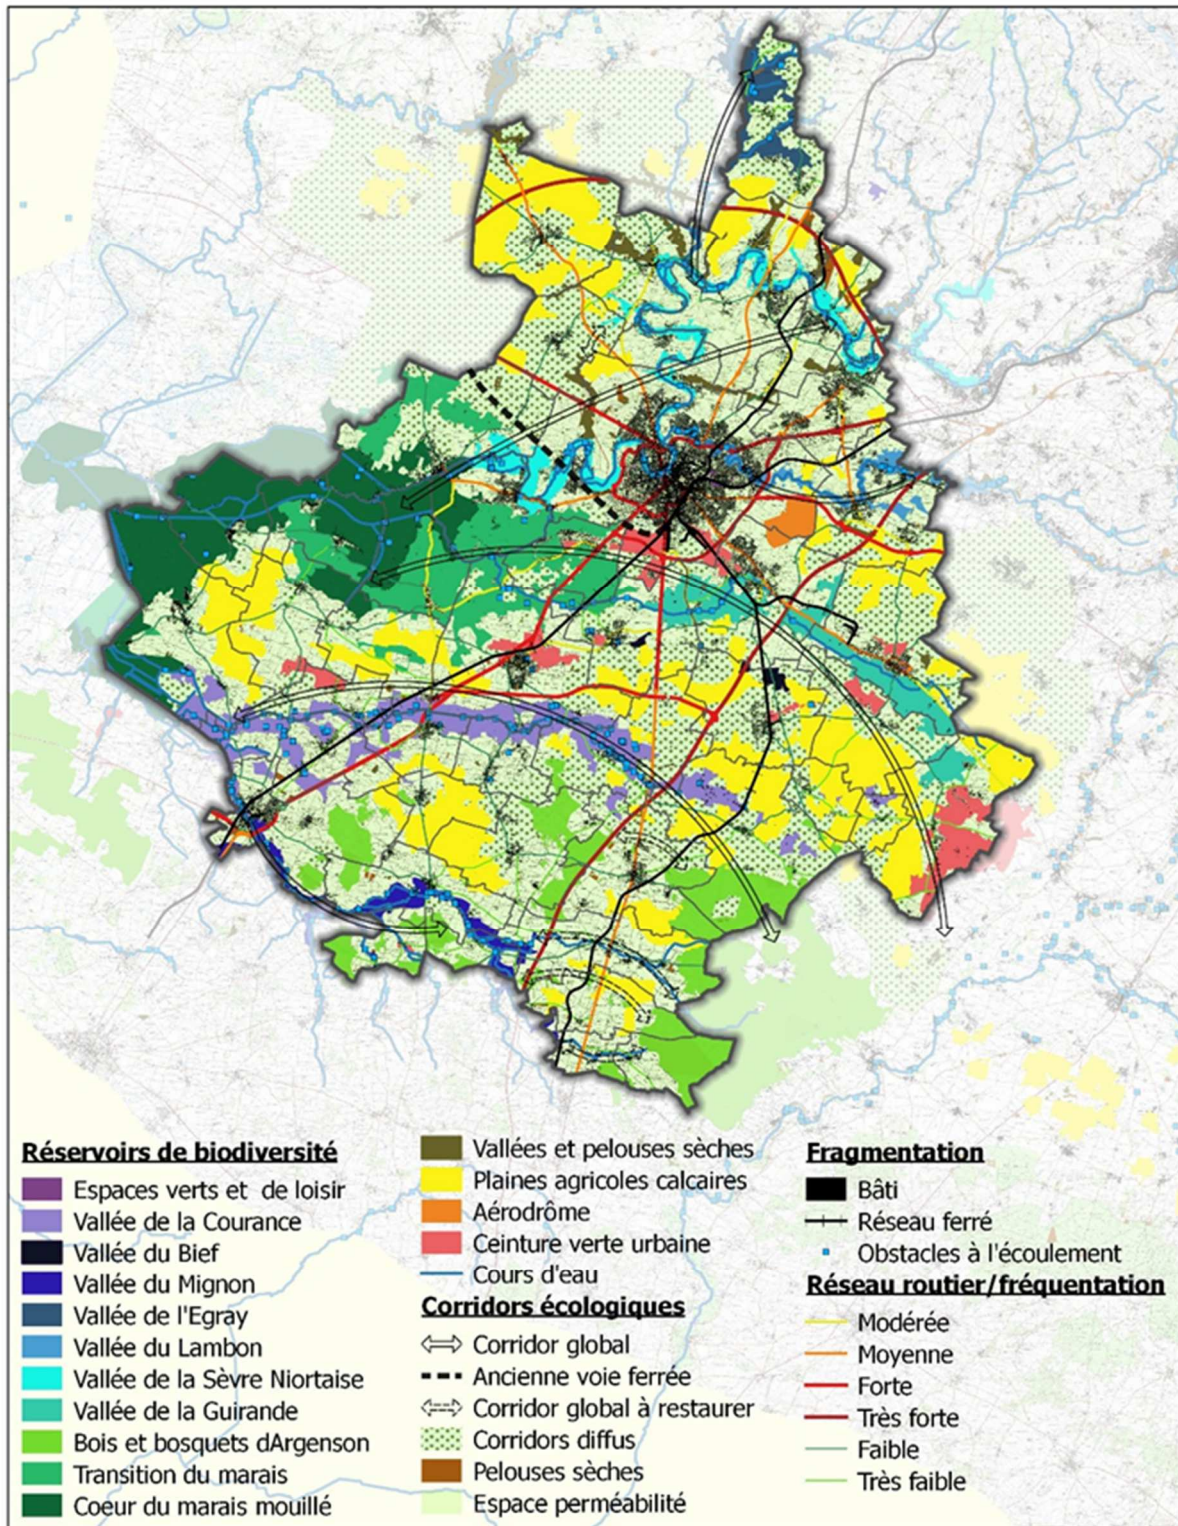 Réservoirs de biodiversité
Espaces verts et de loisir
Vallée de la Courance
Vallée du Bief
Vallée du Mignon
Vallée de l'Egray
Vallée du Lambon
Vallée de la Sèvre Niortaise
Vallée de la Guirande
Bois et bosquets dArgenson
Transition du marais
Coeur du marais mouillé
Vallées et pelouses sèches
Plaines agricoles calcaires
Aérodrôme
Ceinture verte urbaine
Cours d'eau
Corridors écologiques
Corridor global
Ancienne voie ferrée
Corridor global à restaurer
Corridors diffus
Pelouses sèches
Espace perméabilité
Fragmentation
Bâti
Réseau ferré
Obstacles à l'écoulement
Réseau routier/fréquentation
Modérée
Moyenne
Forte
Très forte
Faible
Très faible